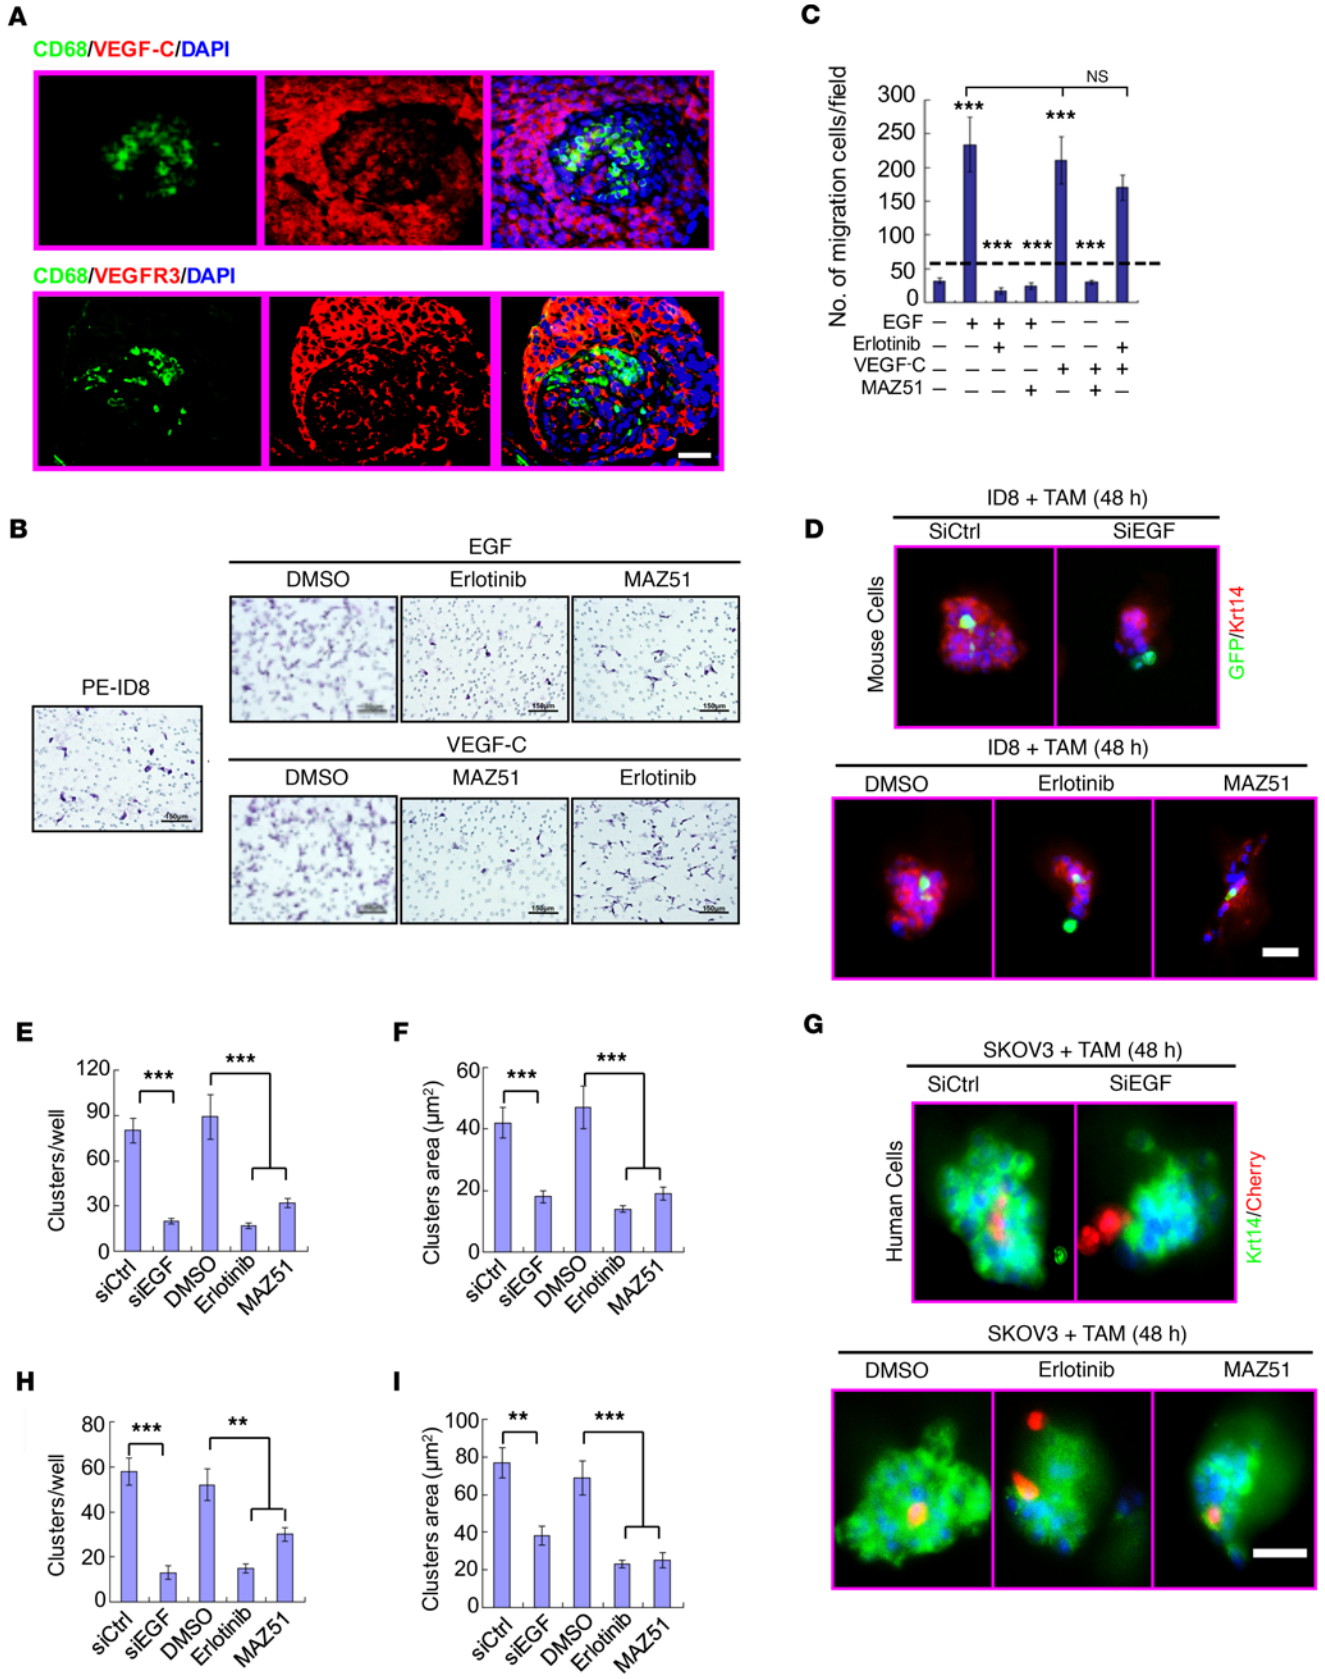 A
CD68/VEGF-C/DAPI
CD68/VEGFR3/DAPI
B
EGF
DMSO Erlotinib MAZ51
PE-ID8
150µm
150µm
150µm
VEGF-C
DMSO MAZ51 Erlotinib
150µm
150µm
C
NS
No. of migration cells/field
300
250
200
150
100
50
0
*** *** *** *** ***
EGF – + + + – – –
Erlotinib – – + – – – +
VEGF-C – – – – + + +
MAZ51 – – – + – + –
D
ID8 + TAM (48 h)
SiCtrl SiEGF
Mouse Cells
GFP/Krt14
ID8 + TAM (48 h)
DMSO Erlotinib MAZ51
E
Clusters/well
120
90
60
30
0
*** ***
siCtrl siEGF DMSO Erlotinib MAZ51
F
Clusters area (µm²)
60
40
20
0
*** ***
siCtrl siEGF DMSO Erlotinib MAZ51
G
SKOV3 + TAM (48 h)
SiCtrl SiEGF
Human Cells
Krt14/Cherry
SKOV3 + TAM (48 h)
DMSO Erlotinib MAZ51
H
Clusters/well
80
60
40
20
0
*** **
siCtrl siEGF DMSO Erlotinib MAZ51
I
Clusters area (µm²)
100
80
60
40
20
0
** ***
siCtrl siEGF DMSO Erlotinib MAZ51